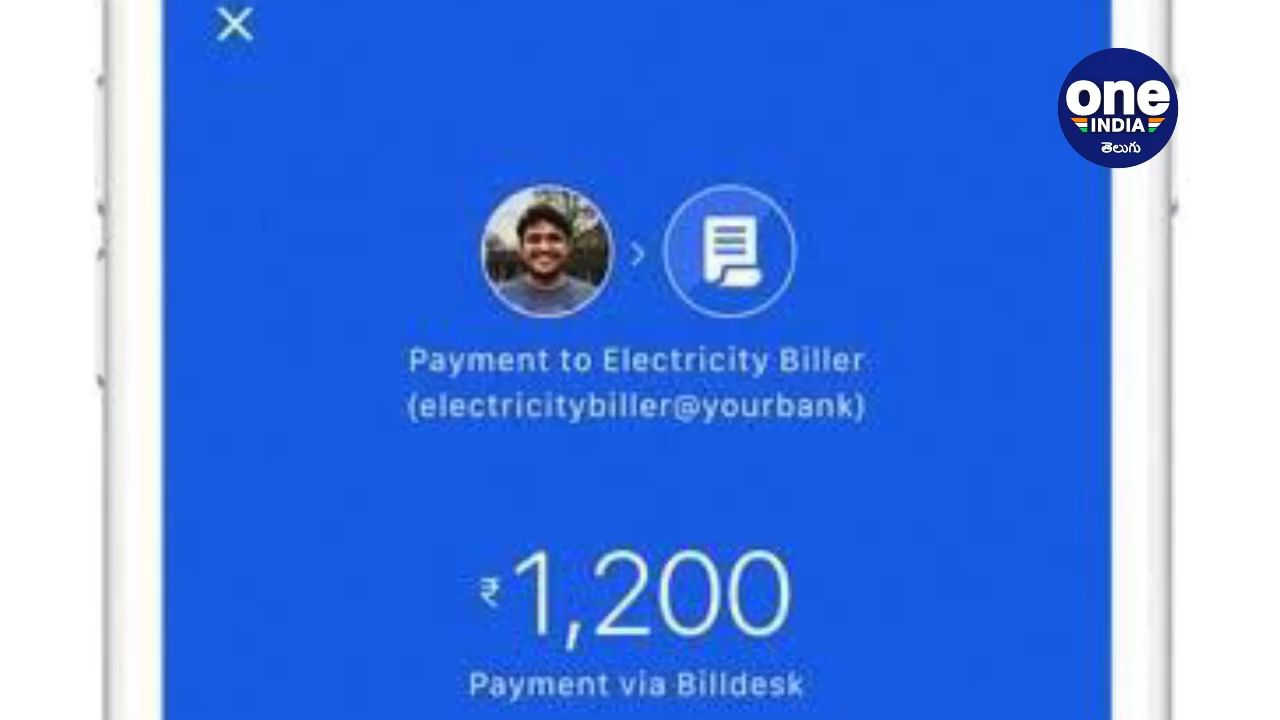 one
INDIA
తెలుగు
Payment to Electricity Biller
(electricitybiller@yourbank)
₹1,200
Payment via Billdesk